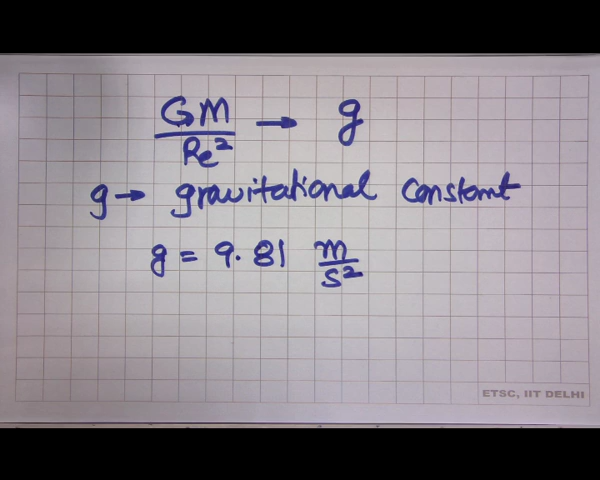 GM/Re² → g
g → gravitational constant
g = 9.81 m/s²
ETSC, IIT DELHI